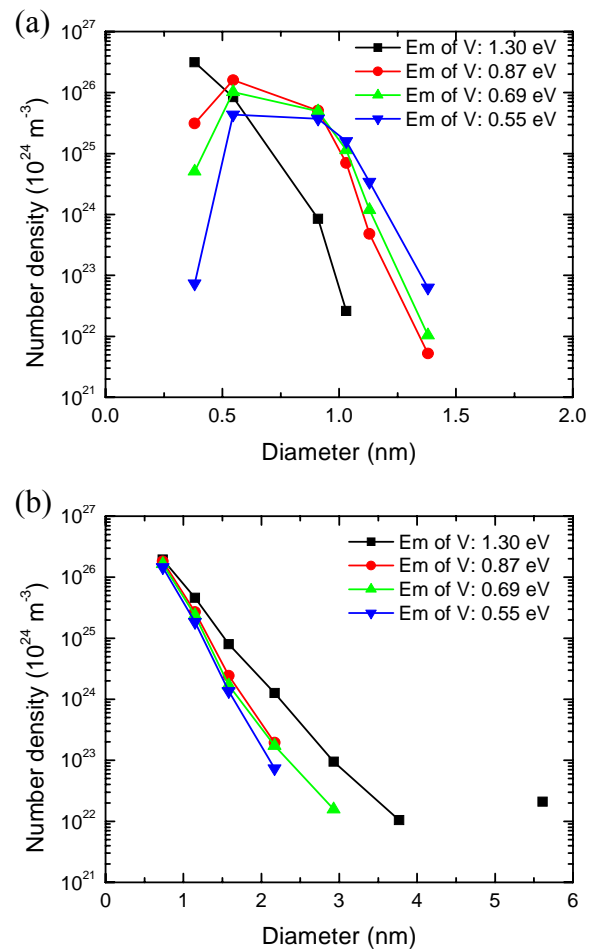 (a)
10^27
10^26
10^25
10^24
10^23
10^22
10^21
Number density (10^24 m^-3)
Em of V: 1.30 eV
Em of V: 0.87 eV
Em of V: 0.69 eV
Em of V: 0.55 eV
0.0 0.5 1.0 1.5 2.0
Diameter (nm)
(b)
10^27
10^26
10^25
10^24
10^23
10^22
10^21
Number density (10^24 m^-3)
Em of V: 1.30 eV
Em of V: 0.87 eV
Em of V: 0.69 eV
Em of V: 0.55 eV
0 1 2 3 4 5 6
Diameter (nm)